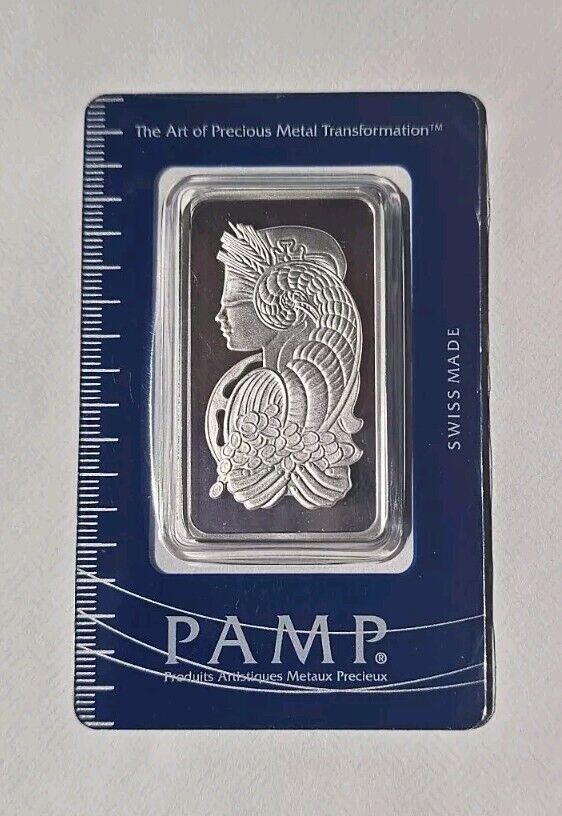 The Art of Precious Metal Transformation™
SWISS MADE
PAMP®
Produits Artistiques Metaux Precieux